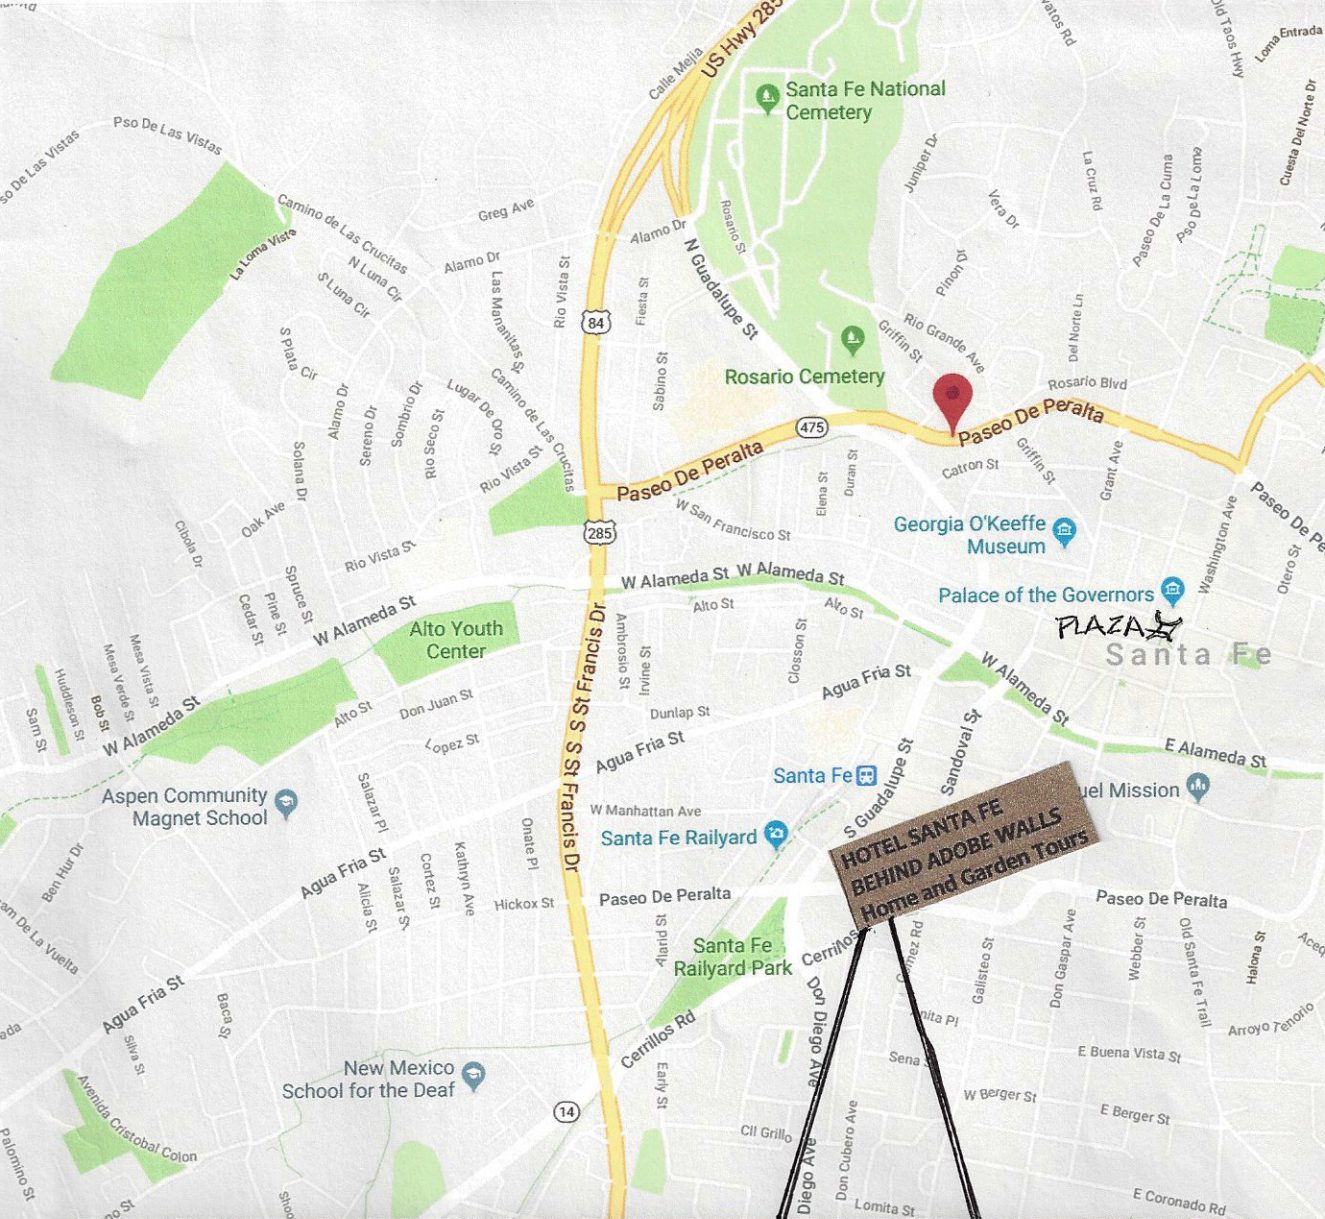 US Hwy 285
Calle Mejia
Santa Fe National
Cemetery
Old Taos Hwy
Loma Entrada
Cuesta Del Norte Dr
Pso De Las Vistas
Camino de Las Crucitas
La Loma Vista
N Luna Cir
S Luna Cir
Greg Ave
Alamo Dr
Alamo Dr
Rosario St
Juniper Dr
Vera Dr
La Cruz Rd
Paseo De La Cuma
Pso De La Loma
Pinon Dr
N Guadalupe St
Las Mananitas St
Rio Vista St
Fiesta St
84
S Plata Cir
Rio Grande Ave
Griffin St
Del Norte Ln
Rosario Cemetery
Rosario Blvd
Sabino St
Alamo Dr
Sereno Dr
Sombrio Dr
Rio Seco St
Lugar De Oro St
Camino de Las Crucitas
475
Paseo De Peralta
Paseo De Peralta
Solana Dr
Rio Vista St
Catron St
Griffin St
Grant Ave
Elena St
Duran St
Oak Ave
Cibola Dr
285
W San Francisco St
Georgia O'Keeffe
Museum
Washington Ave
Otero St
Rio Vista St
W Alameda St
W Alameda St
Palace of the Governors
PLAZA
Santa Fe
Spruce St
Pine St
Cedar St
W Alameda St
Alto Youth
Center
Alto St
Alto St
Ambrosio St
Irvine St
Closson St
Agua Fria St
W Alameda St
E Alameda St
Mesa Vista St
Mesa Verde St
Bob St
Huddleson St
Sam St
W Alameda St
Alto St
Don Juan St
Lopez St
Dunlap St
Agua Fria St
S St Francis Dr
S St Francis Dr
Santa Fe
S Guadalupe St
Sandoval St
uel Mission
Aspen Community
Magnet School
Salazar Pl
W Manhattan Ave
Santa Fe Railyard
HOTEL SANTA FE
BEHIND ADOBE WALLS
Home and Garden Tours
Ben Hur Dr
Agua Fria St
Alicia St
Salazar St
Cortez St
Kathryn Ave
Onate Pl
Hickox St
Paseo De Peralta
Paseo De Peralta
am De La Vuelta
Santa Fe
Railyard Park
Cerrillos
Galisteo St
Don Gaspar Ave
Webber St
Old Santa Fe Trail
Halona St
Agua Fria St
Baca St
Silva St
Cerrillos Rd
Don Diego Ave
Sena
E Buena Vista St
Arroyo Tenorio
New Mexico
School for the Deaf
Early St
W Berger St
E Berger St
14
Avenida Cristobal Colon
Palomino St
Cll Grillo
Don Cubero Ave
Diego Ave
Lomita St
E Coronado Rd